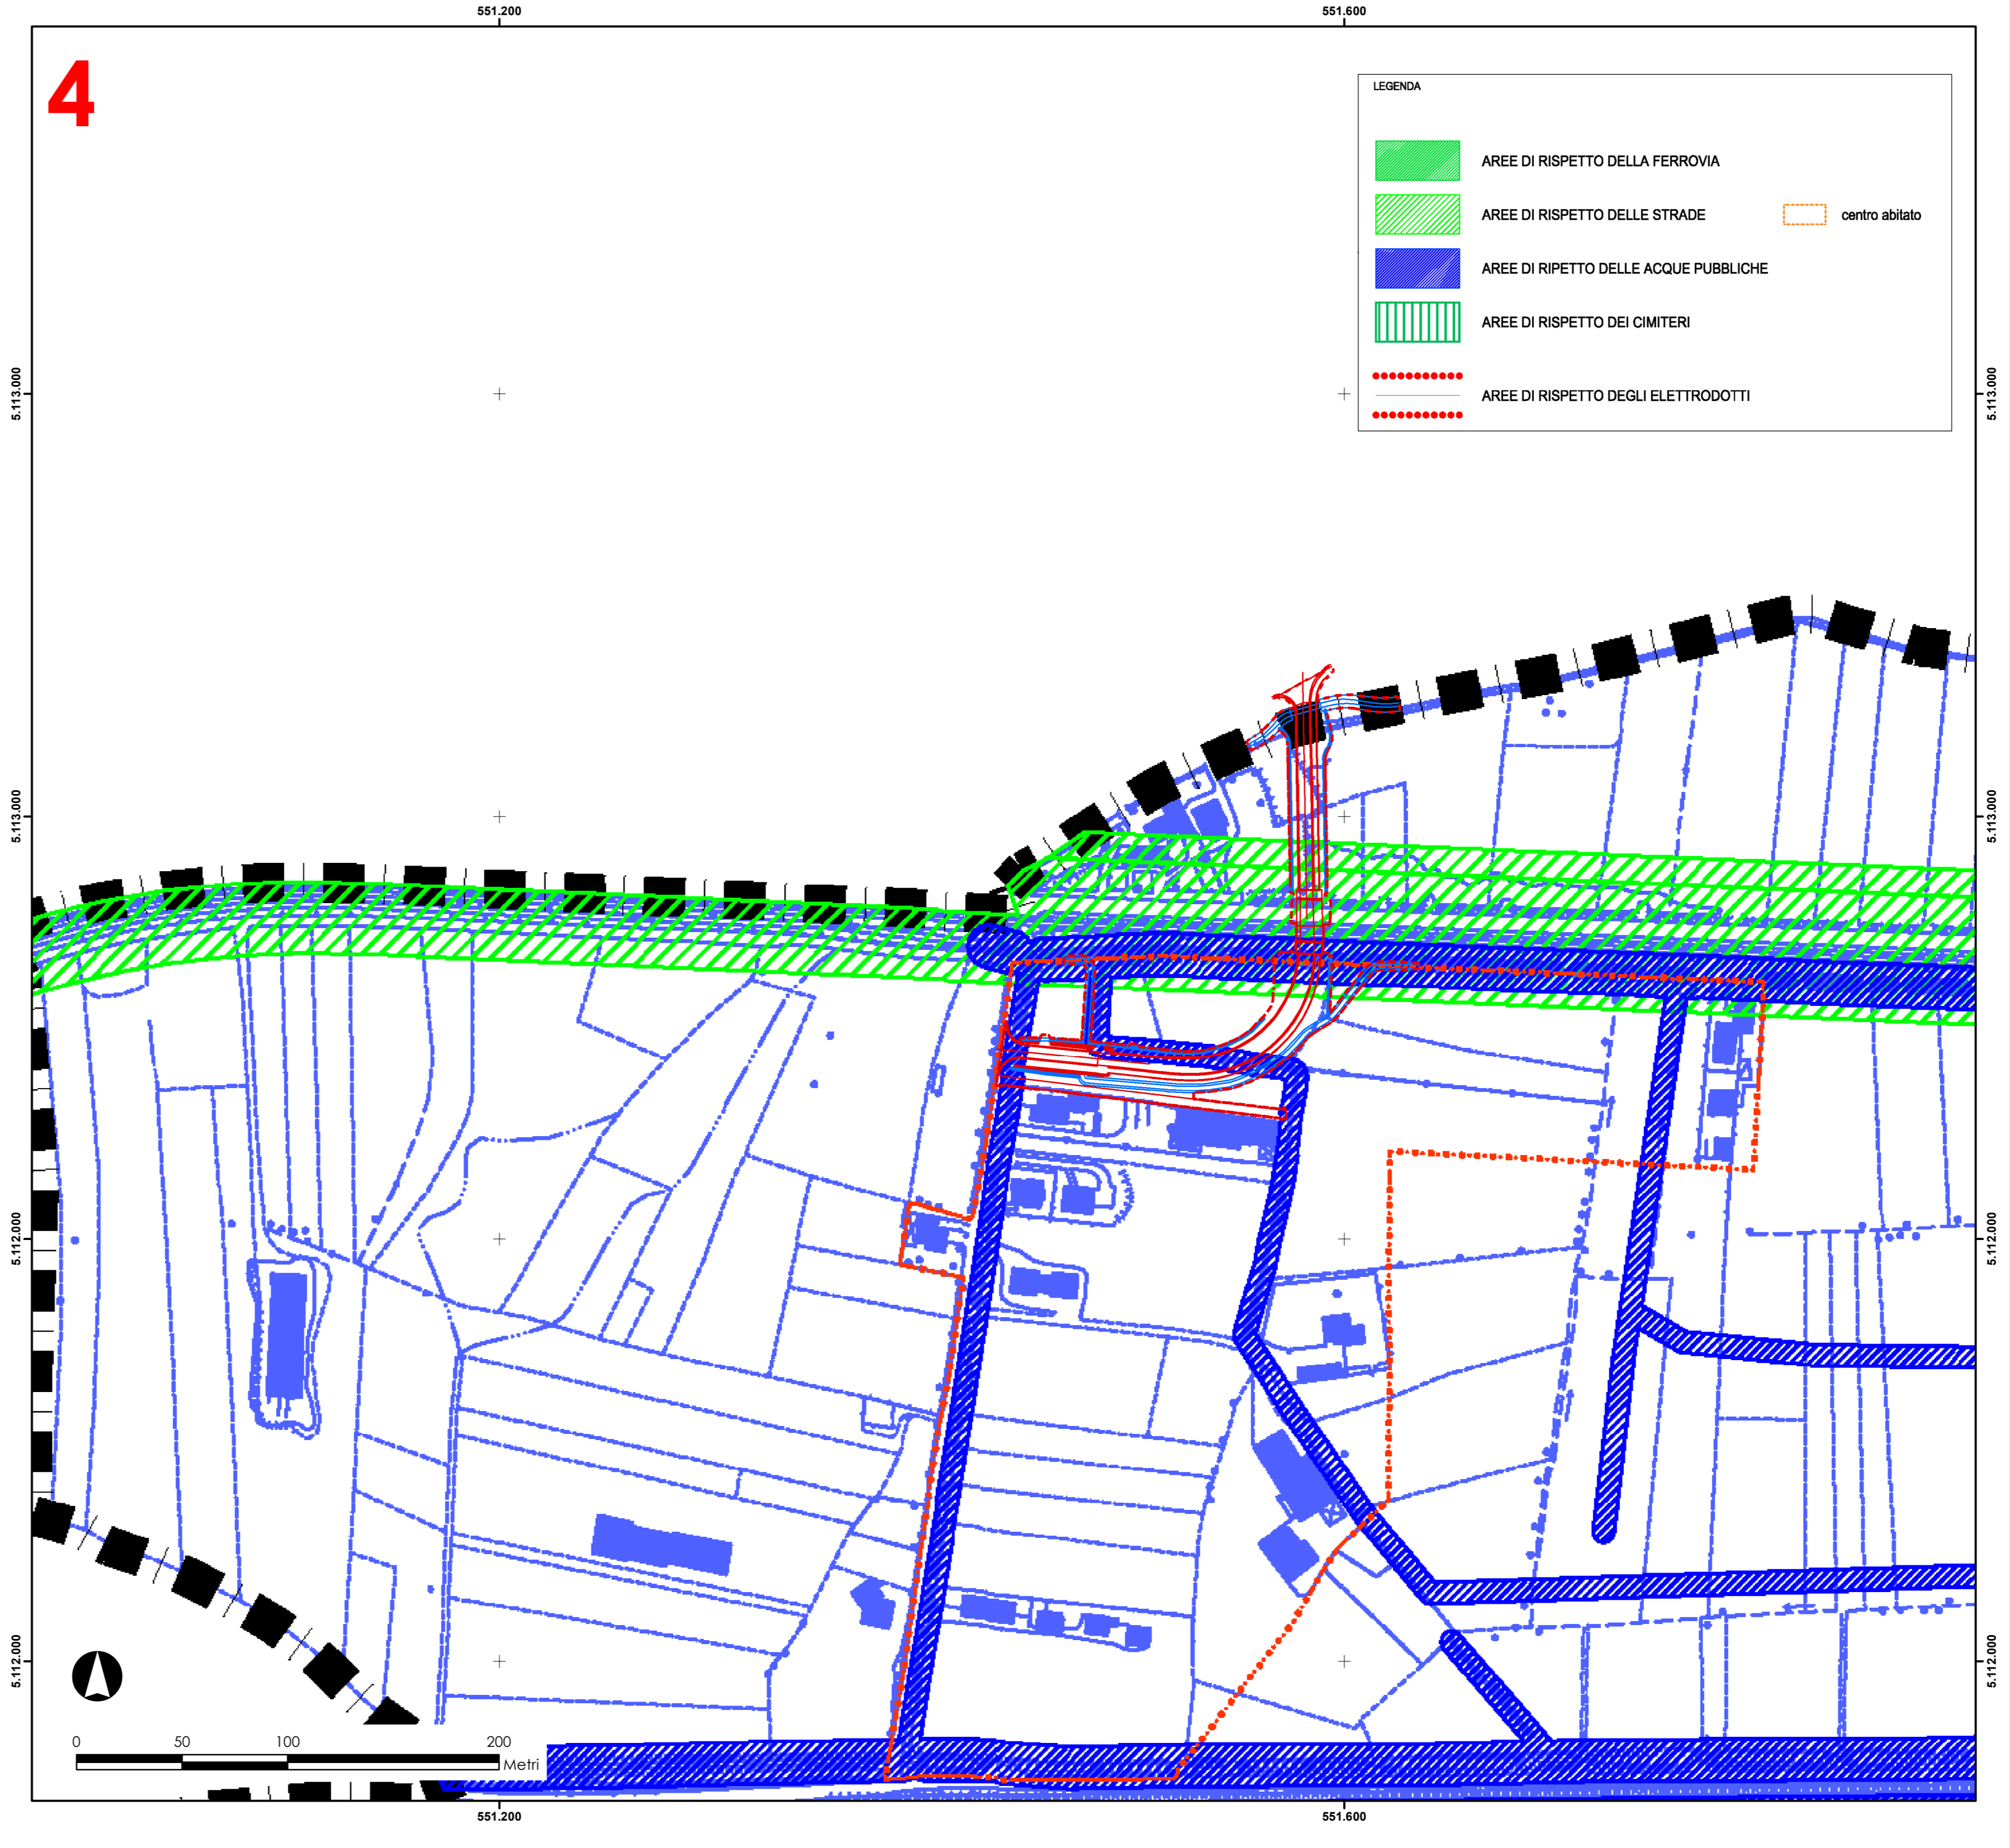 551.200
551.600
4
LEGENDA
AREE DI RISPETTO DELLA FERROVIA
AREE DI RISPETTO DELLE STRADE
centro abitato
AREE DI RIPETTO DELLE ACQUE PUBBLICHE
AREE DI RISPETTO DEI CIMITERI
AREE DI RISPETTO DEGLI ELETTRODOTTI
5.113.000
5.113.000
5.113.000
5.113.000
5.112.000
5.112.000
5.112.000
5.112.000
0 50 100 200
Metri
551.200
551.600